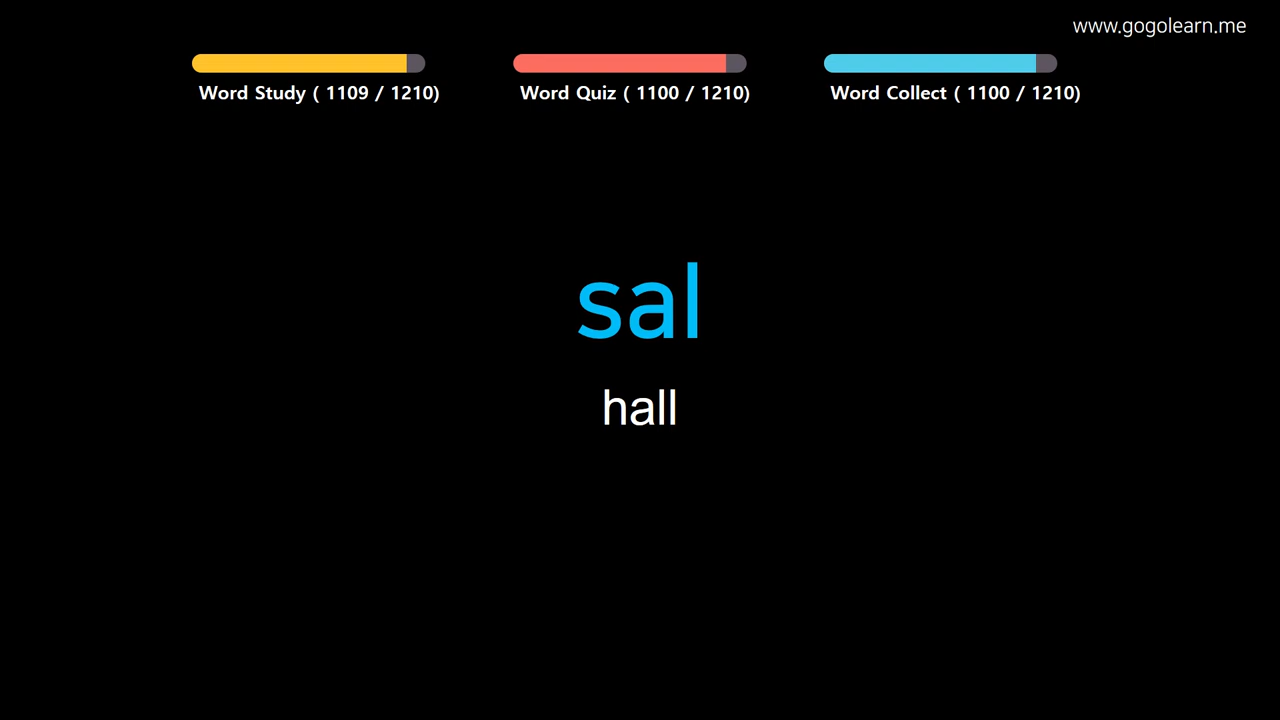 www.gogolearn.me
Word Study ( 1109 / 1210)
Word Quiz ( 1100 / 1210)
Word Collect ( 1100 / 1210)
sal
hall